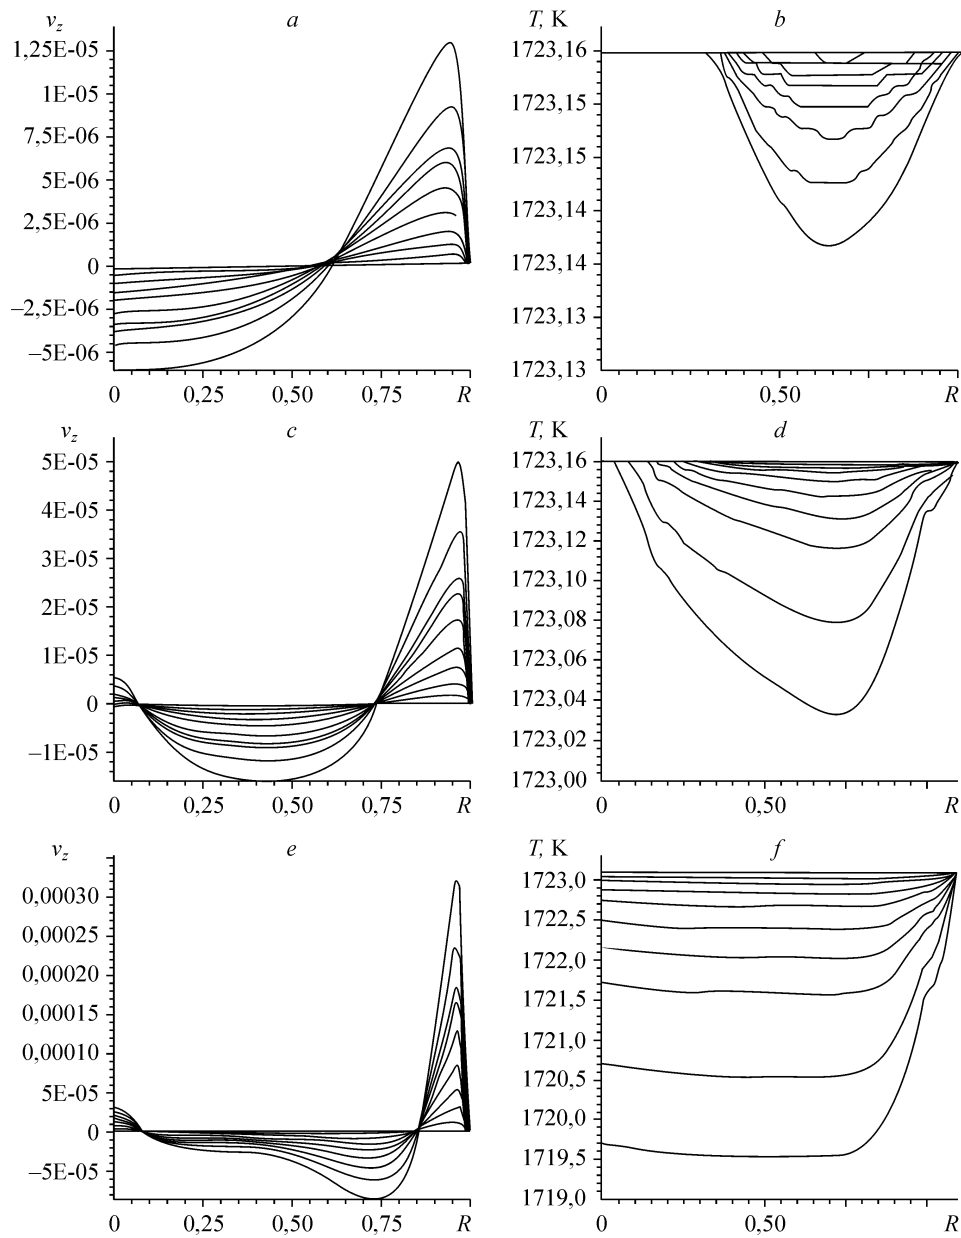 v_z
a
1,25E-05
1E-05
7,5E-06
5E-06
2,5E-06
0
–2,5E-06
–5E-06
0 0,25 0,50 0,75 R
T, K
b
1723,16
1723,15
1723,15
1723,14
1723,14
1723,13
1723,13
0 0,50 R
v_z
c
5E-05
4E-05
3E-05
2E-05
1E-05
0
–1E-05
0 0,25 0,50 0,75 R
T, K
d
1723,16
1723,14
1723,12
1723,10
1723,08
1723,06
1723,04
1723,02
1723,00
0 0,50 R
v_z
e
0,00030
0,00025
0,00020
0,00015
0,00010
5E-05
0
–5E-05
0 0,25 0,50 0,75 R
T, K
f
1723,0
1722,5
1722,0
1721,5
1721,0
1720,5
1720,0
1719,5
1719,0
0 0,50 R